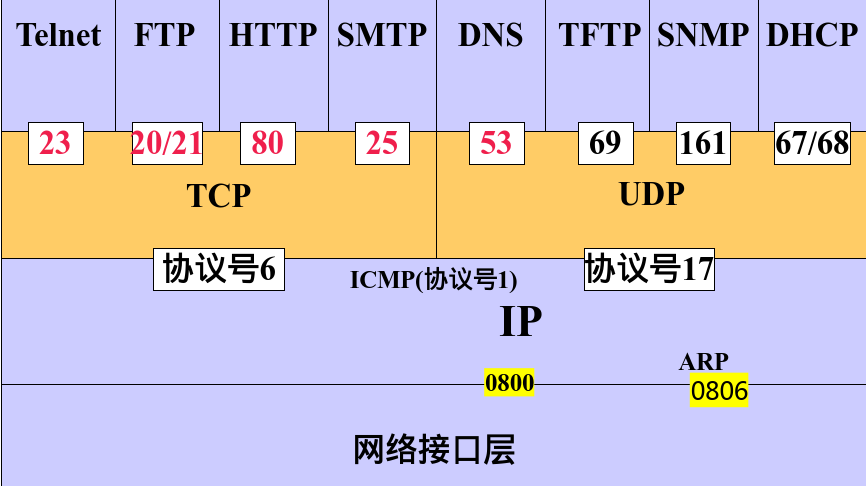 Telnet FTP HTTP SMTP DNS TFTP SNMP DHCP
23 20/21 80 25 53 69 161 67/68
TCP UDP
协议号6 ICMP(协议号1) 协议号17
IP
ARP
0800 0806
网络接口层